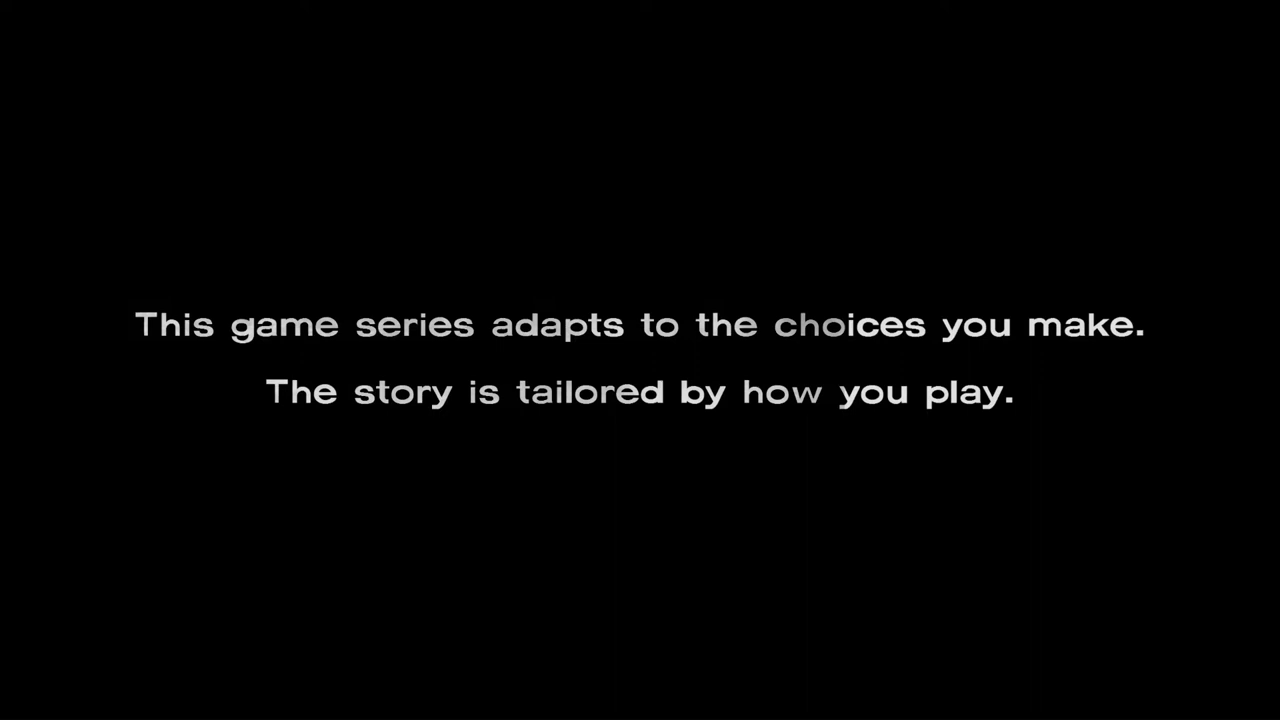 This game series adapts to the choices you make.
The story is tailored by how you play.